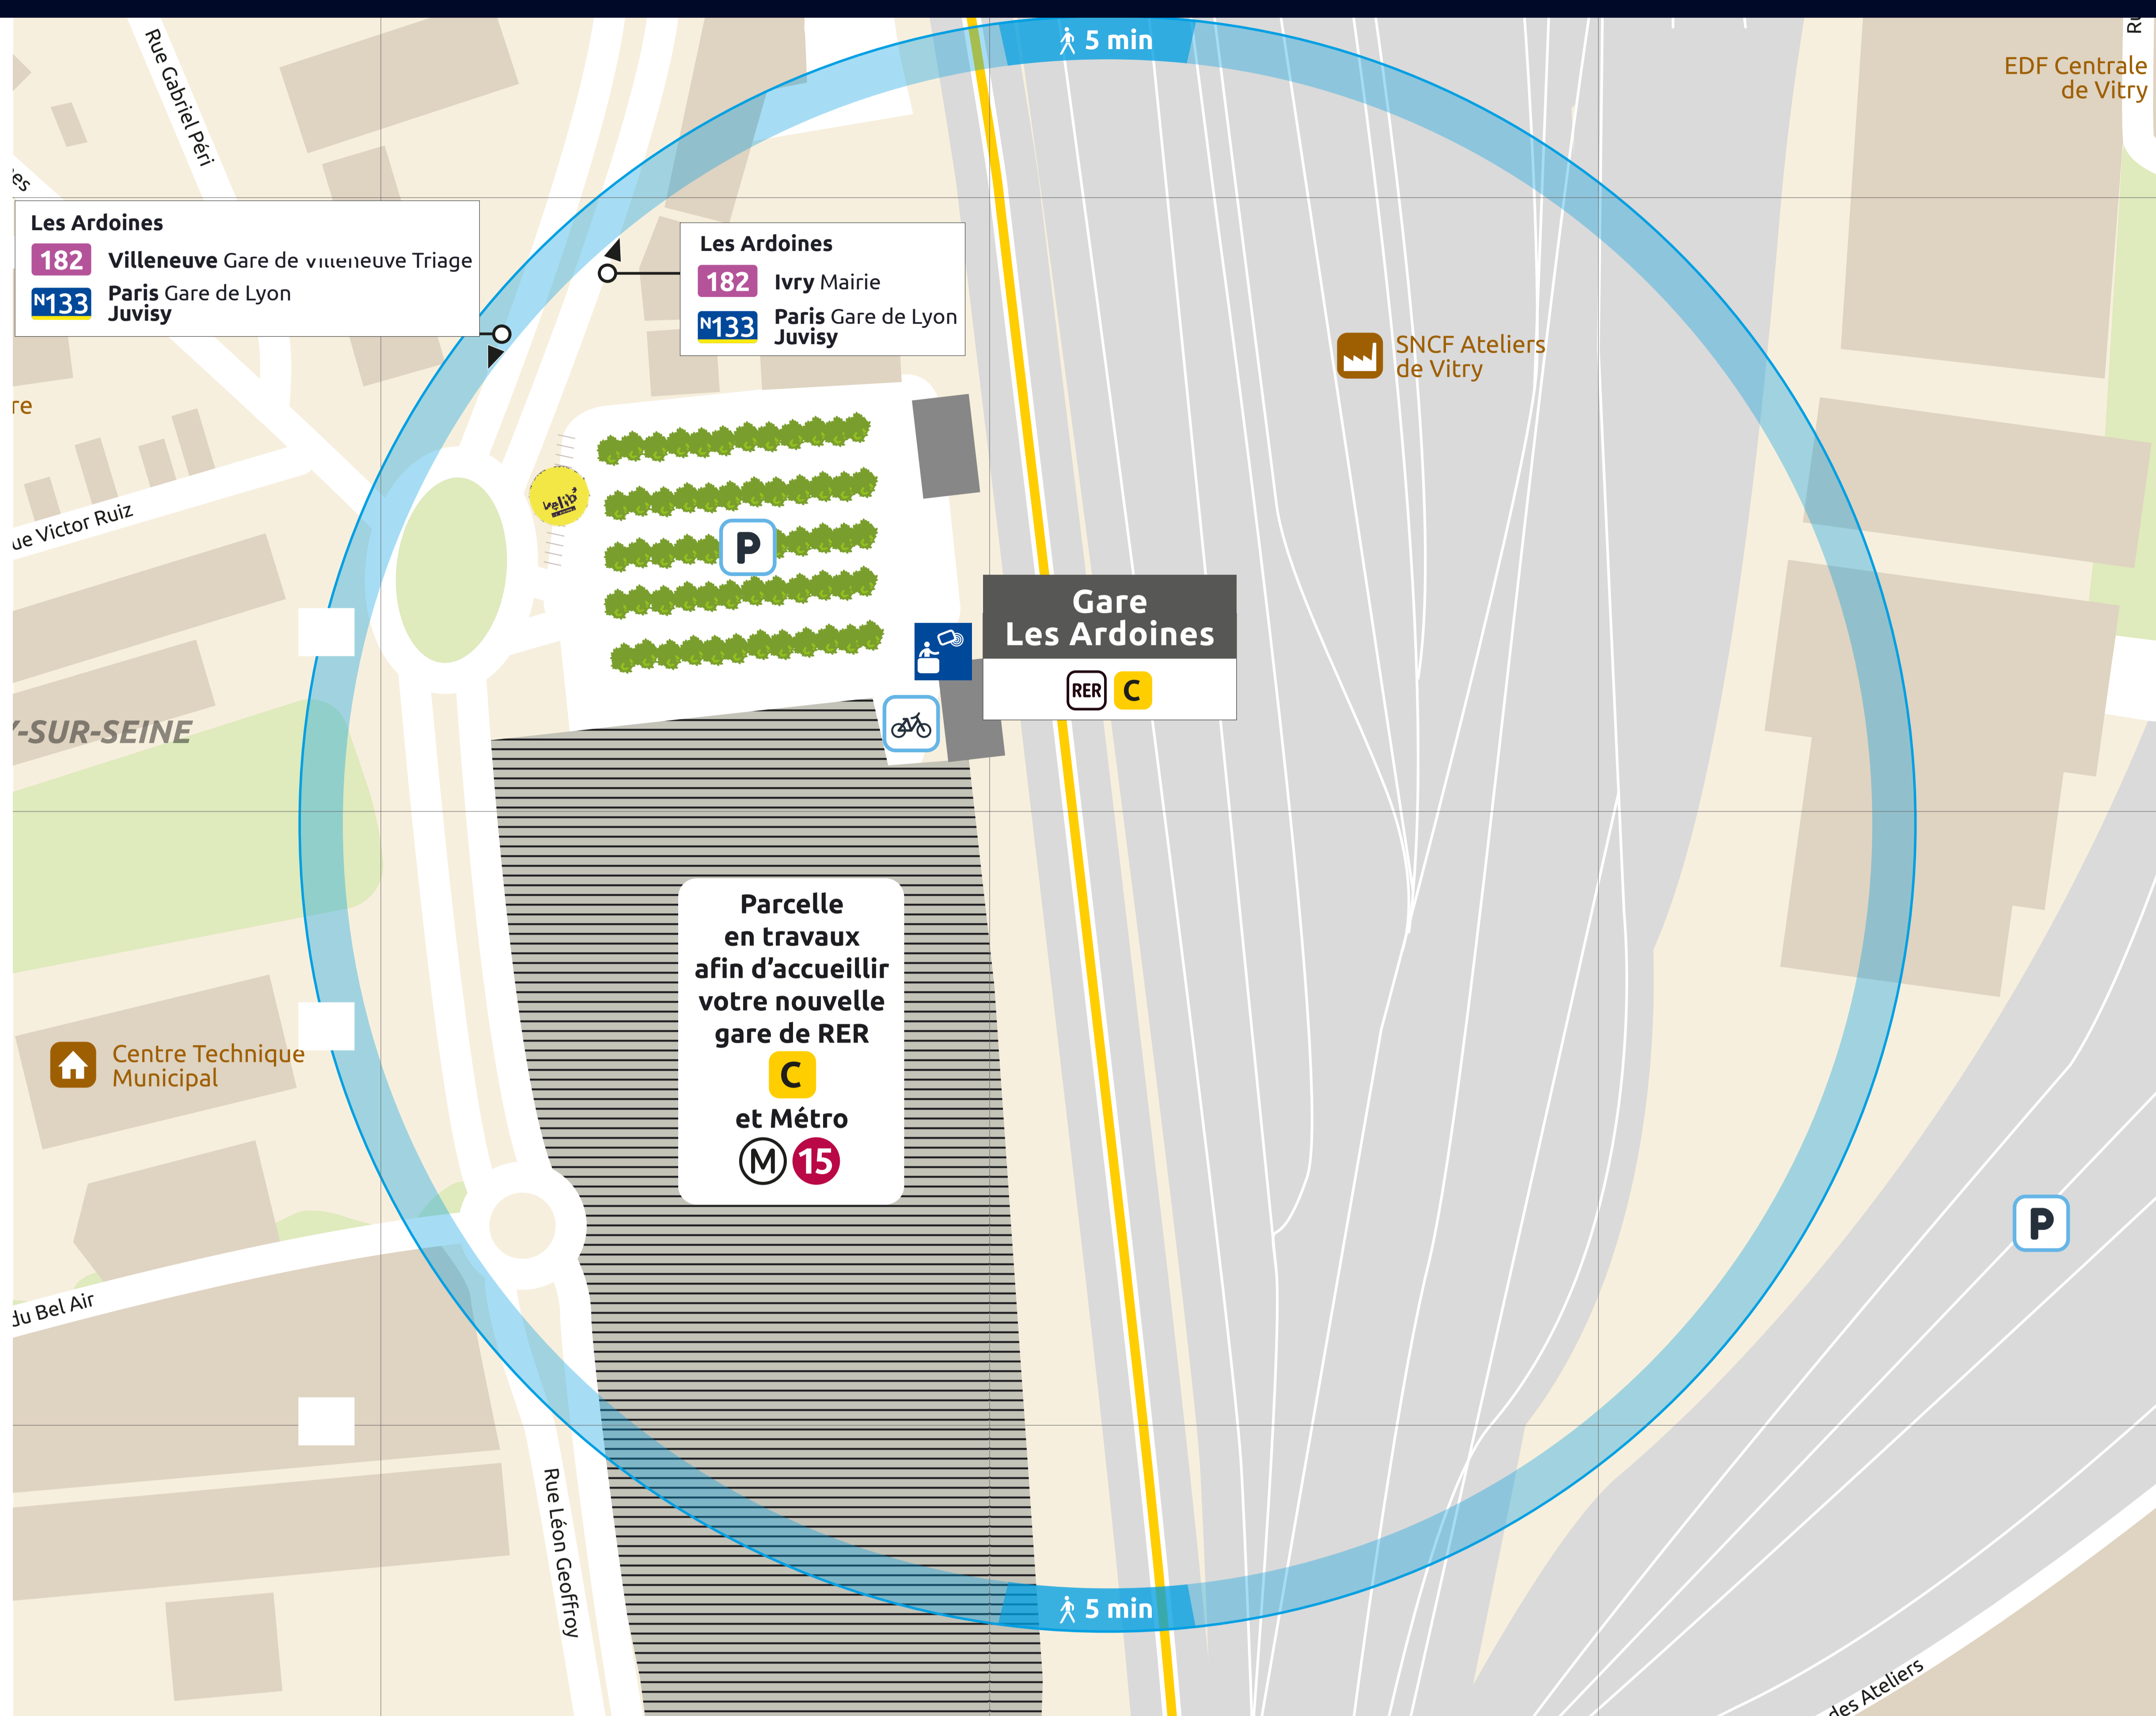 5 min
Rue Gabriel Péri
EDF Centrale
de Vitry
Les Ardoines
182 Villeneuve Gare de Villeneuve Triage
N133 Paris Gare de Lyon
Juvisy
Les Ardoines
182 Ivry Mairie
N133 Paris Gare de Lyon
Juvisy
SNCF Ateliers
de Vitry
re
ue Victor Ruiz
velib'
P
Gare
Les Ardoines
RER C
Y-SUR-SEINE
Parcelle
en travaux
afin d'accueillir
votre nouvelle
gare de RER
C
et Métro
M 15
Centre Technique
Municipal
P
du Bel Air
Rue Léon Geoffroy
5 min
des Ateliers